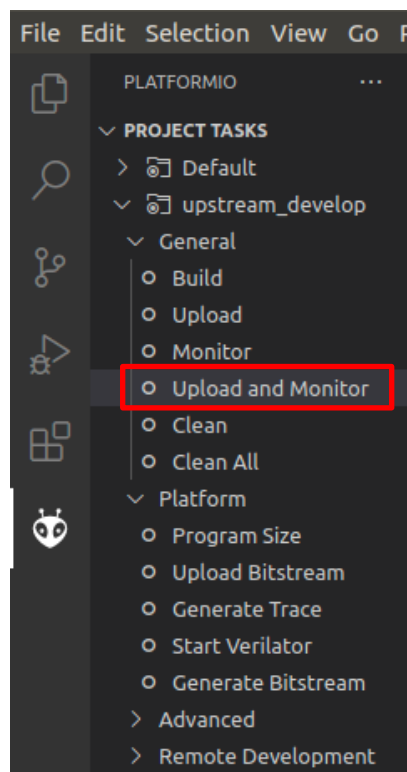 File Edit Selection View Go
PLATFORMIO
PROJECT TASKS
Default
upstream_develop
General
Build
Upload
Monitor
Upload and Monitor
Clean
Clean All
Platform
Program Size
Upload Bitstream
Generate Trace
Start Verilator
Generate Bitstream
Advanced
Remote Development